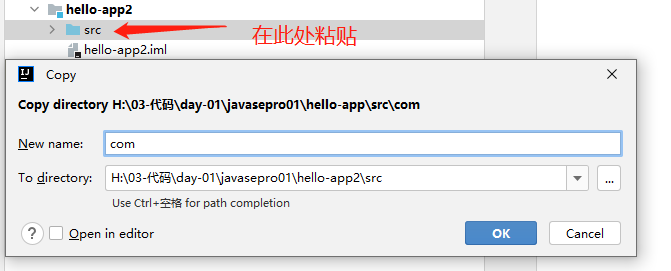 hello-app2
src
在此处粘贴
hello-app2.iml
IJ
Copy
Copy directory H:\03-代码\day-01\javasepro01\hello-app\src\com
New name:
com
To directory:
H:\03-代码\day-01\javasepro01\hello-app2\src
...
Use Ctrl+空格 for path completion
?
Open in editor
OK
Cancel